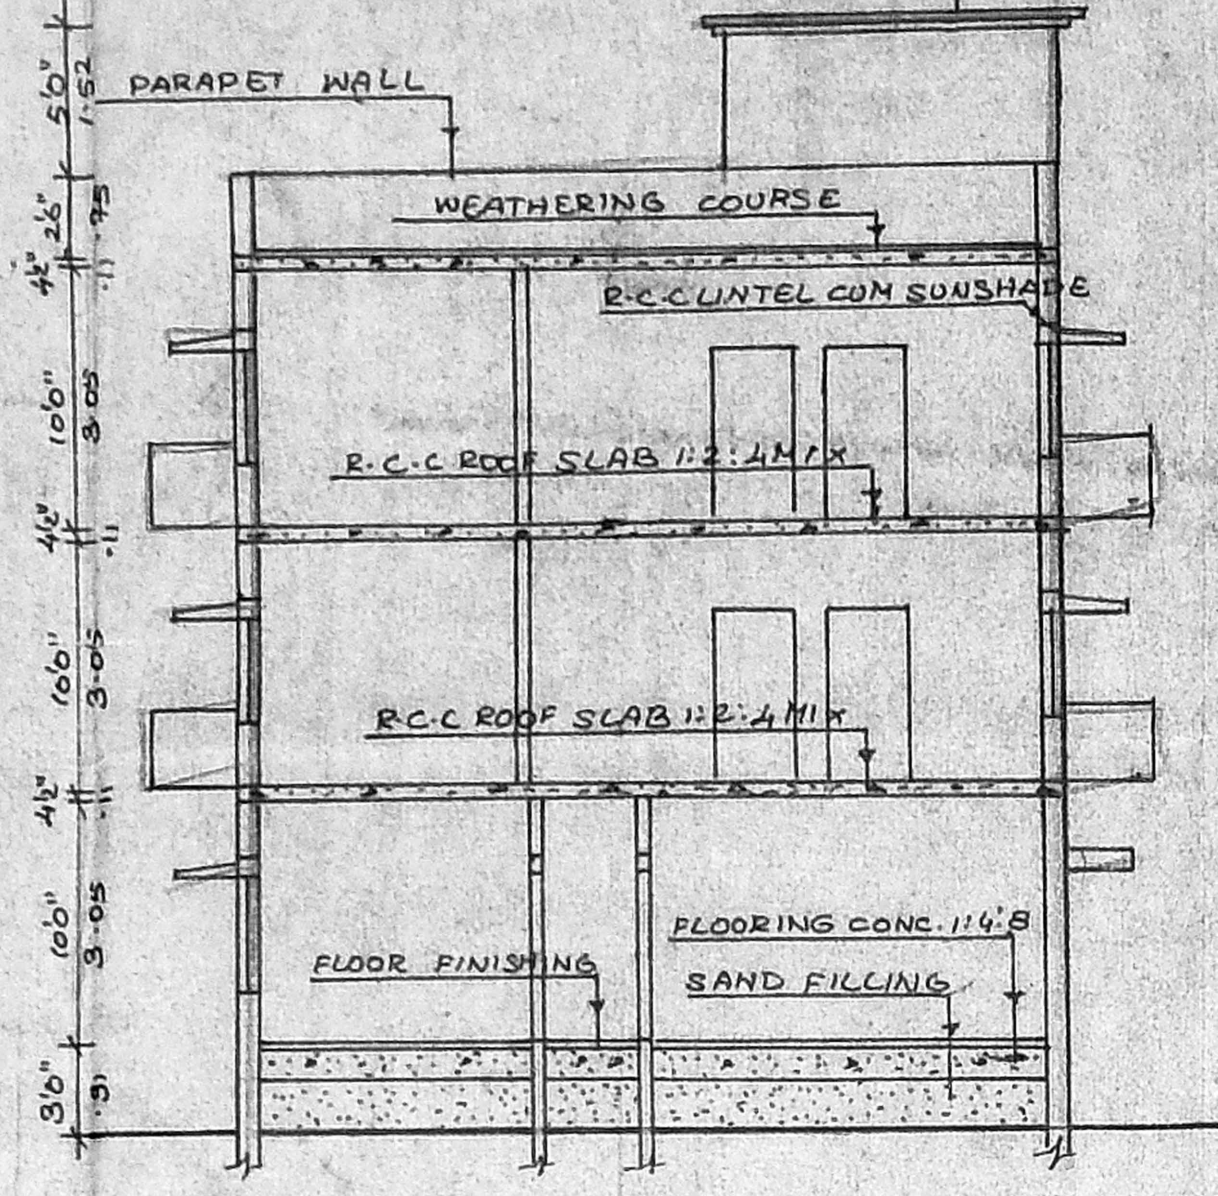 5'0"
1.52
PARAPET WALL
2'6"
.75
WEATHERING COURSE
4½"
.11
R.C.C LINTEL CUM SUNSHADE
10'0"
3.05
R.C.C ROOF SLAB 1:2:4 MIX
4½"
.11
10'0"
3.05
R.C.C ROOF SLAB 1:2:4 MIX
4½"
.11
10'0"
3.05
FLOORING CONC. 1:4:8
FLOOR FINISHING
SAND FILLING
3'0"
.91